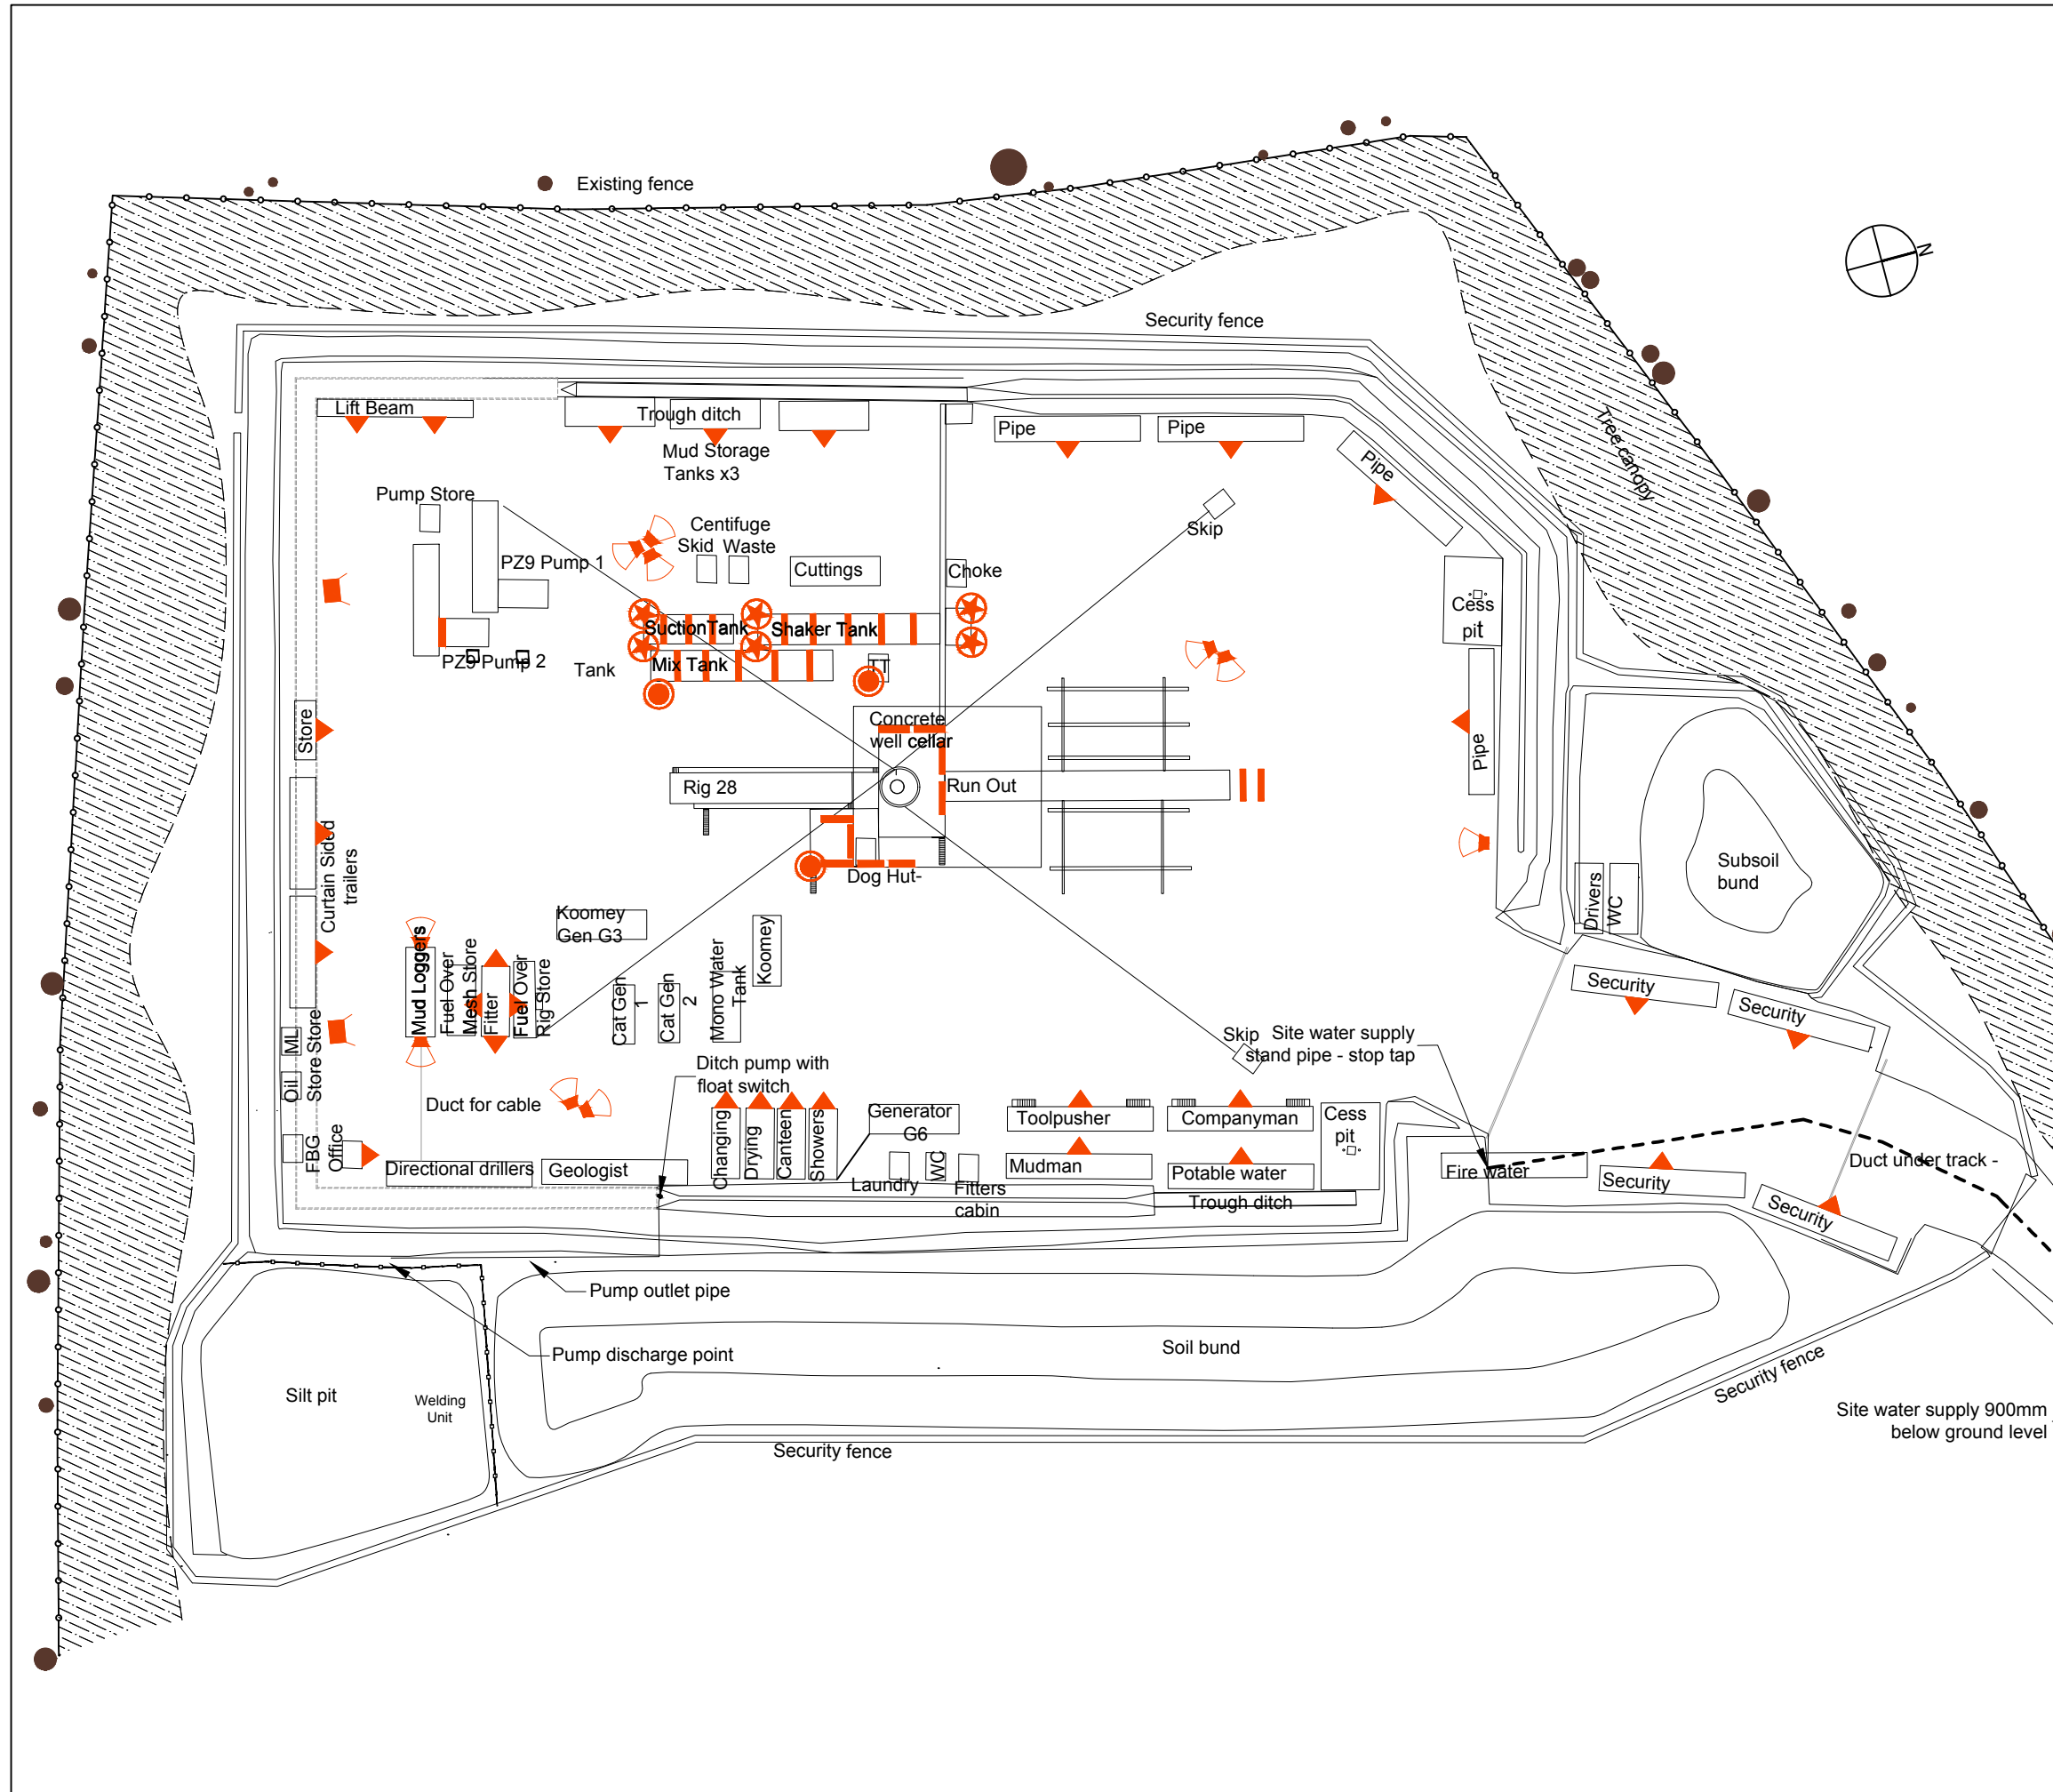 Existing fence
N
Security fence
Tree canopy
Lift Beam
Trough ditch
Mud Storage
Tanks x3
Pipe
Pipe
Pipe
Pump Store
Centifuge
Skid
Waste
Skip
PZ9 Pump 1
Cuttings
Choke
Cess
pit
SuctionTank
Shaker Tank
PZ9 Pump 2
Tank
Mix Tank
TT
Store
Concrete
well cellar
Pipe
Rig 28
Run Out
Curtain Sided
trailers
Dog Hut-
Subsoil
bund
Drivers
WC
Koomey
Gen G3
Koomey
Mud Loggers
Fuel Over
Mesh Store
Fitter
Fuel Over
Rig Store
Cat Gen
1
Cat Gen
2
Mono Water
Tank
Security
Security
ML
Store
Oil
Store
Skip
Site water supply
stand pipe - stop tap
Ditch pump with
float switch
Duct for cable
Changing
Drying
Canteen
Showers
Generator
G6
Toolpusher
Companyman
Cess
pit
FBG
Office
Directional drillers
Geologist
Laundry
WC
Fitters
cabin
Mudman
Potable water
Trough ditch
Fire water
Security
Security
Duct under track -
Pump outlet pipe
Pump discharge point
Soil bund
Silt pit
Welding
Unit
Security fence
Security fence
Site water supply 900mm
below ground level